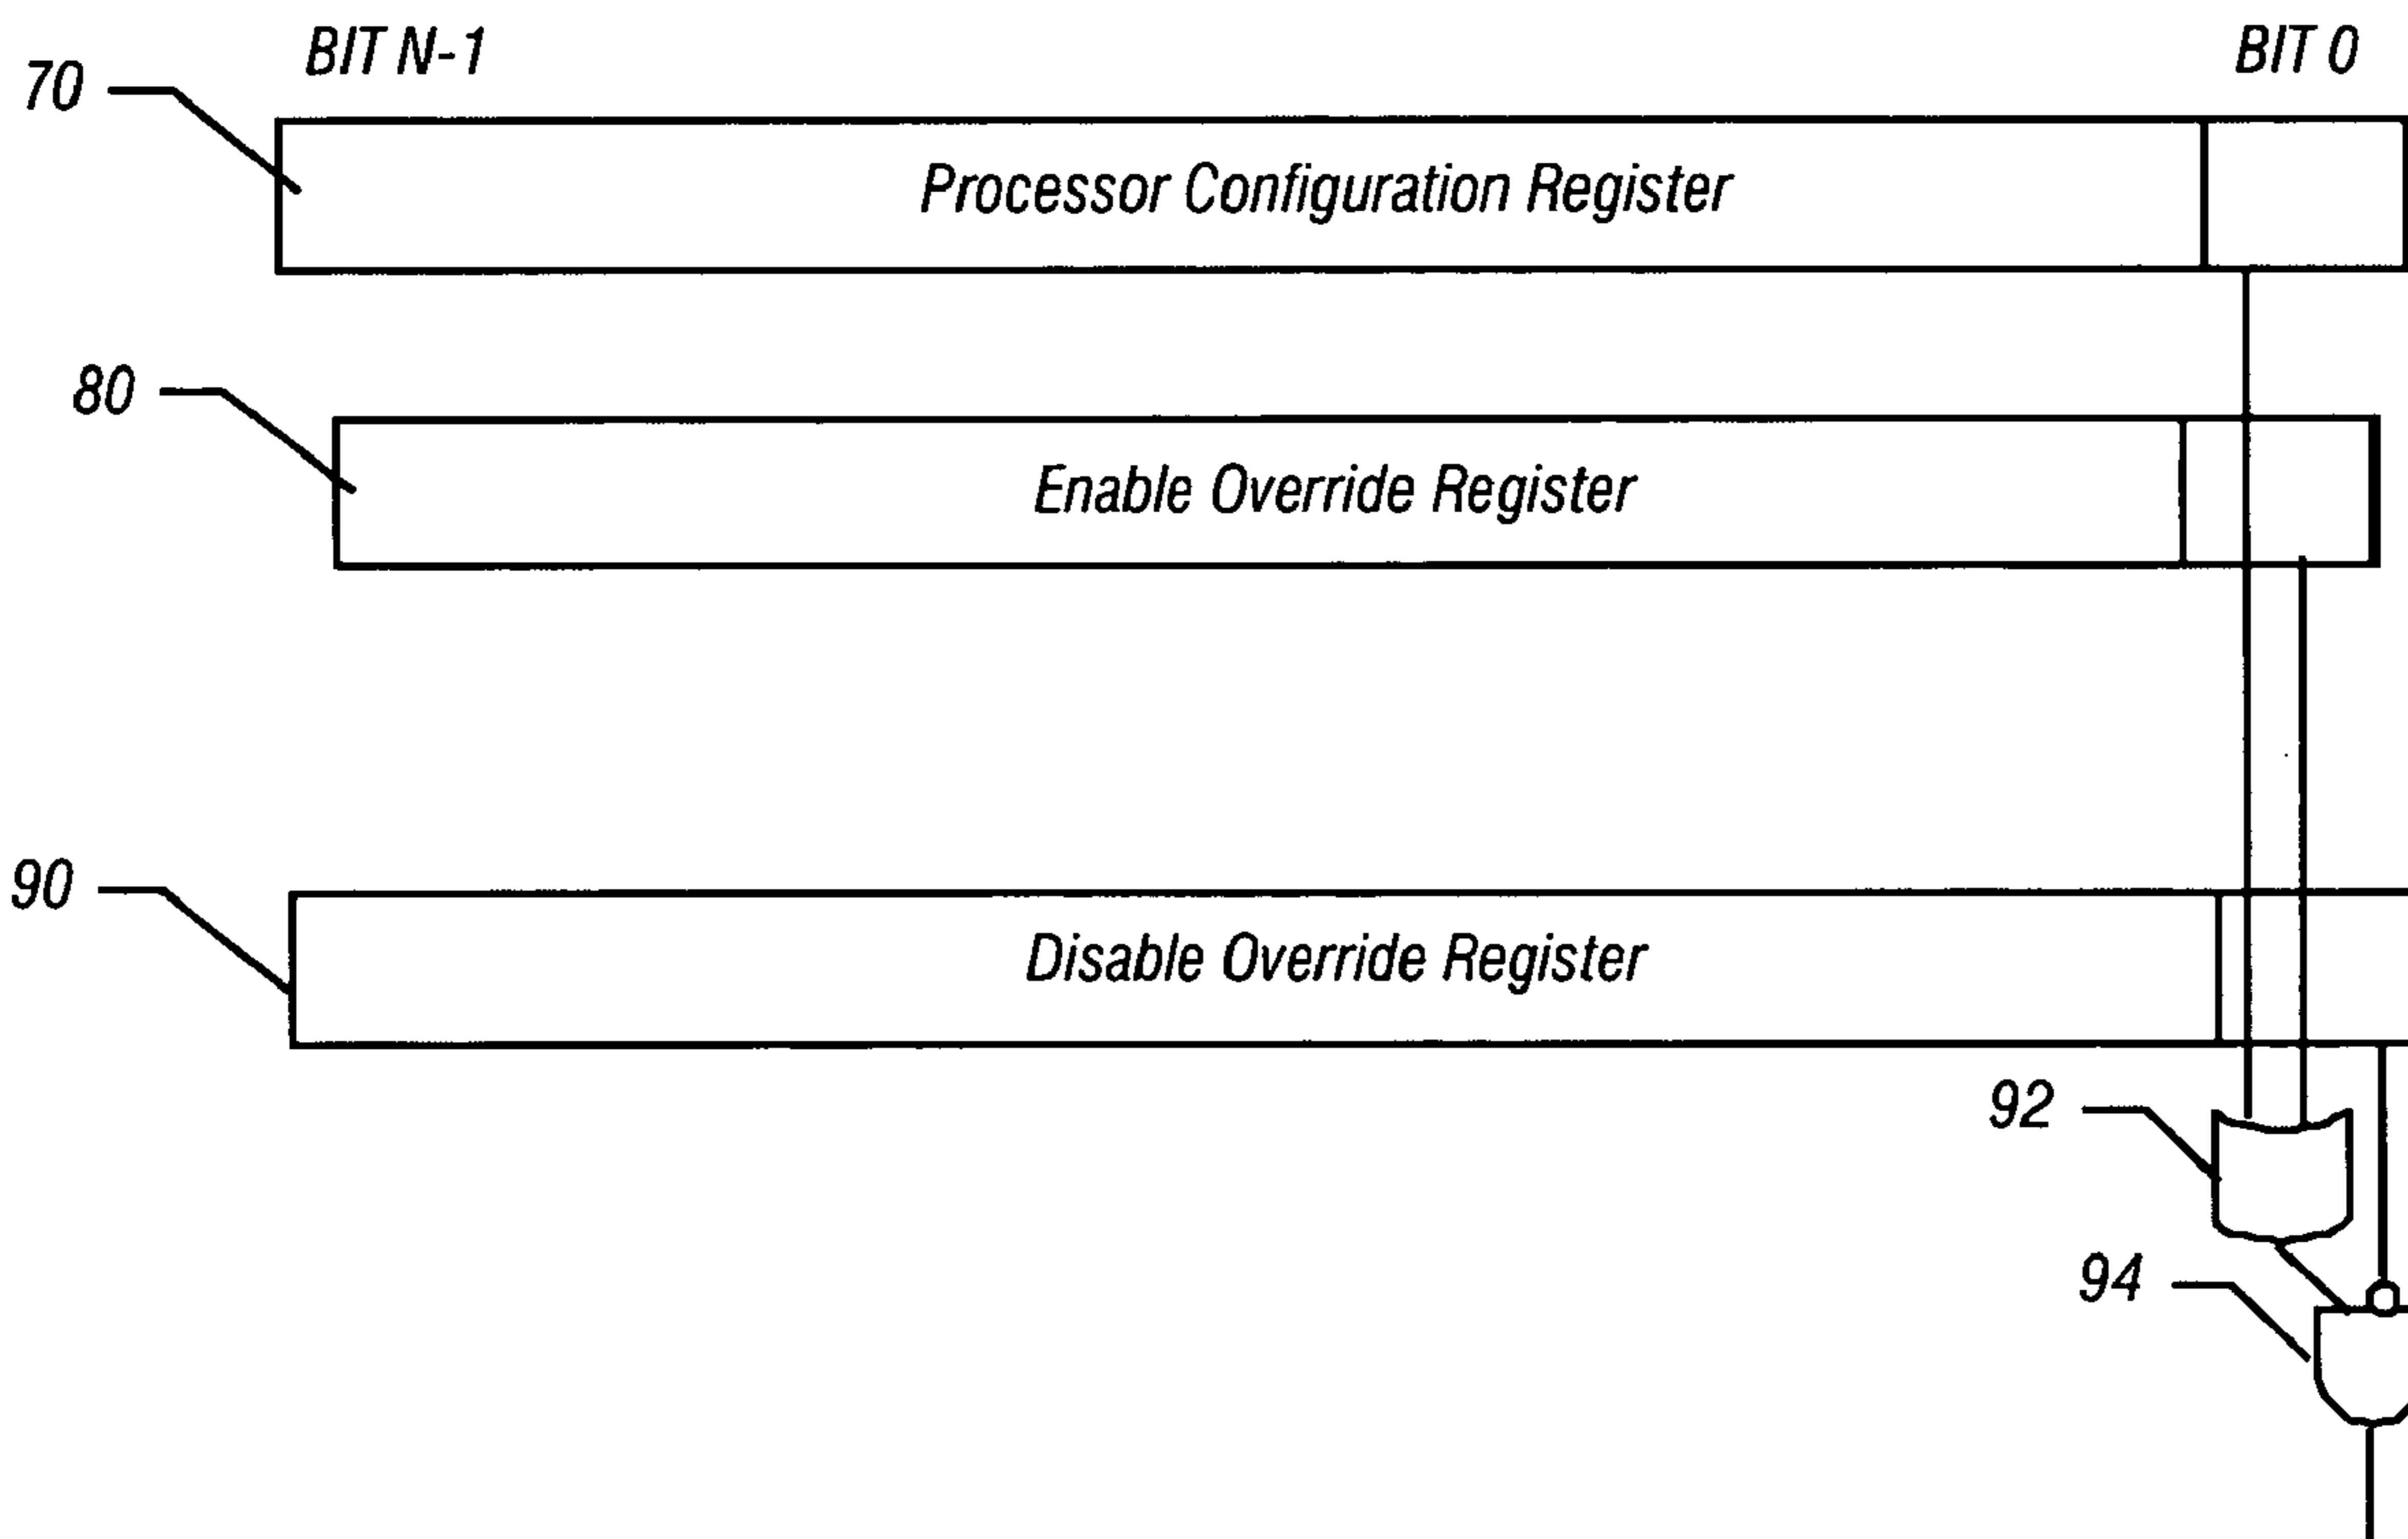 BIT N-1
BIT 0
70
Processor Configuration Register
80
Enable Override Register
90
Disable Override Register
92
94